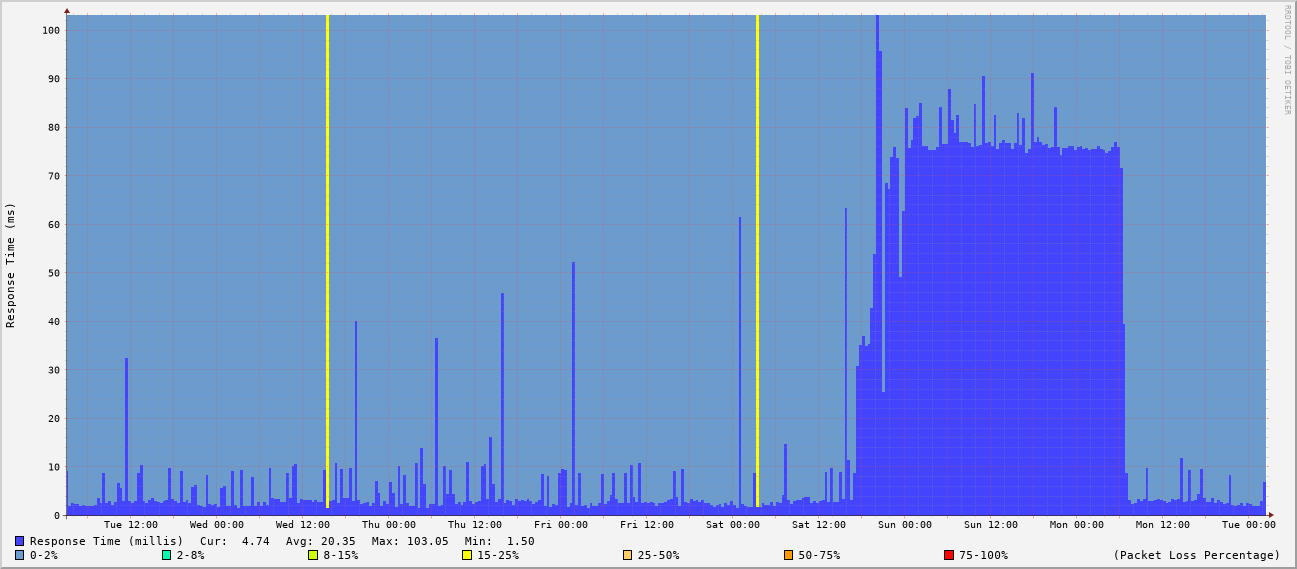 RRDTOOL / TOBI OETIKER
Response Time (ms)
100
90
80
70
60
50
40
30
20
10
0
Tue 12:00 Wed 00:00 Wed 12:00 Thu 00:00 Thu 12:00 Fri 00:00 Fri 12:00 Sat 00:00 Sat 12:00 Sun 00:00 Sun 12:00 Mon 00:00 Mon 12:00 Tue 00:00
Response Time (millis) Cur: 4.74 Avg: 20.35 Max: 103.05 Min: 1.50
0-2% 2-8% 8-15% 15-25% 25-50% 50-75% 75-100% (Packet Loss Percentage)